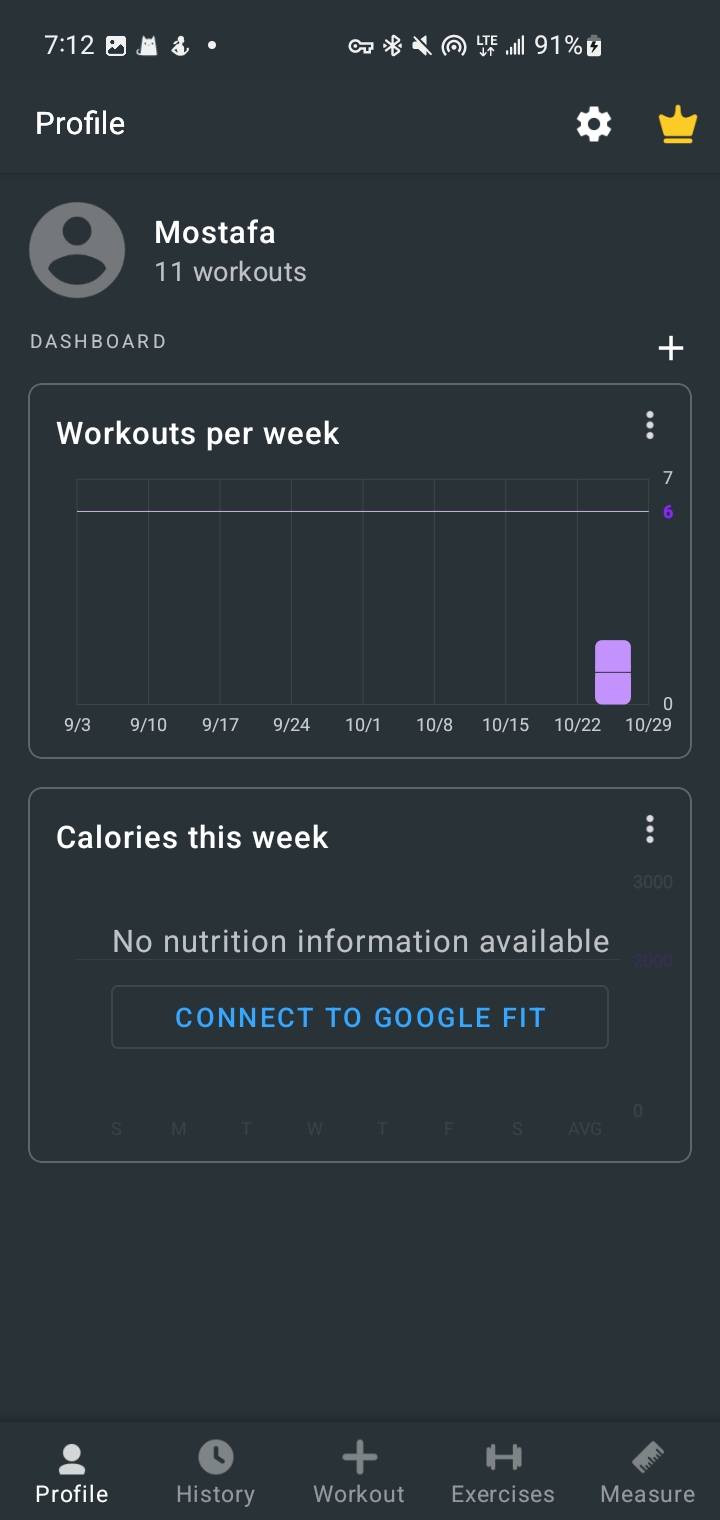 7:12 LTE 91%
Profile
Mostafa
11 workouts
DASHBOARD
Workouts per week
7
6
0
9/3 9/10 9/17 9/24 10/1 10/8 10/15 10/22 10/29
Calories this week
3000
No nutrition information available
2000
CONNECT TO GOOGLE FIT
0
S M T W T F S AVG
Profile History Workout Exercises Measure